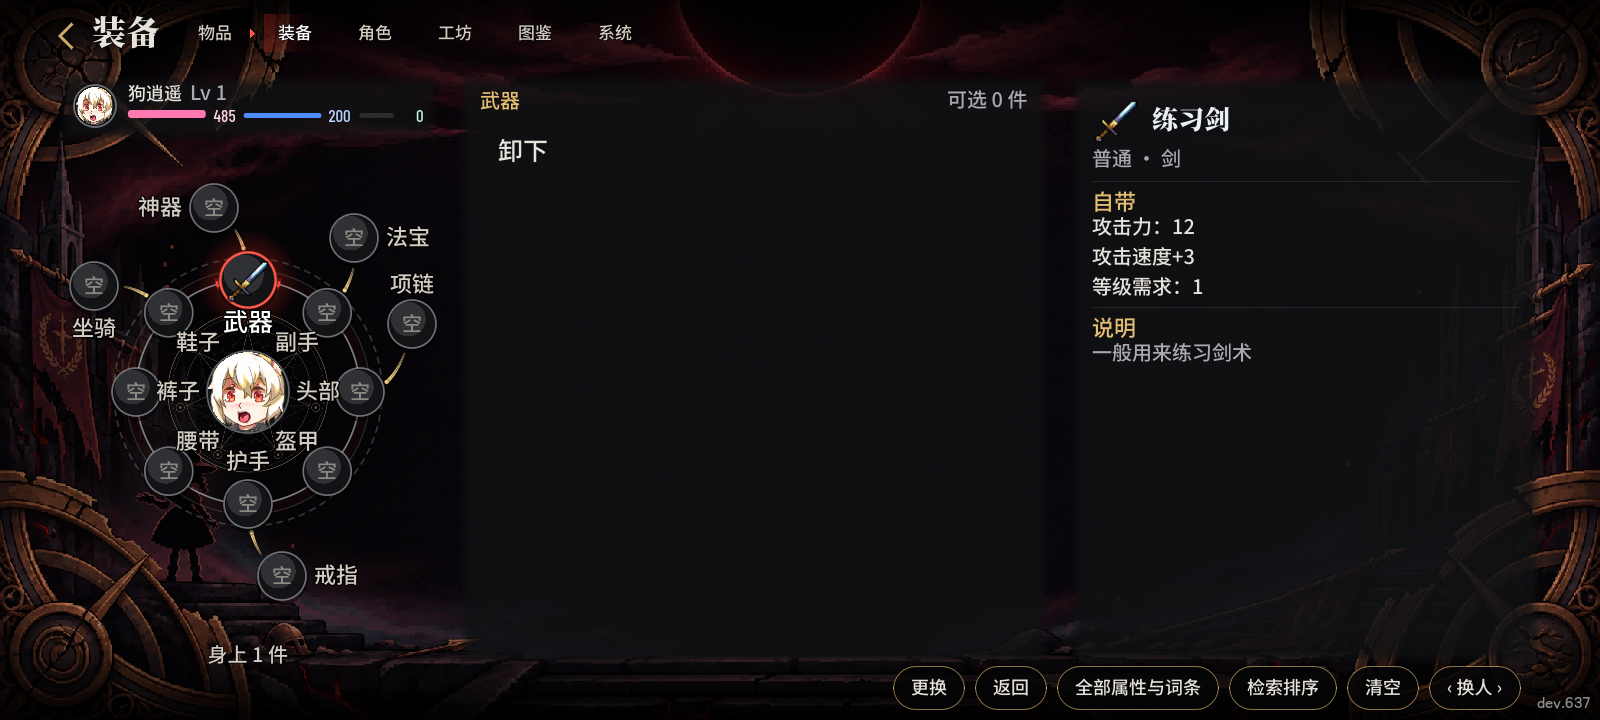 装备
物品 装备 角色 工坊 图鉴 系统
狗逍遥 Lv 1
485 200 0
武器
可选 0 件
卸下
练习剑
普通 · 剑
自带
攻击力：12
攻击速度+3
等级需求：1
说明
一般用来练习剑术
神器 空
空 法宝
项链
空
空
坐骑
空
武器
空
鞋子
副手
空 裤子
头部 空
腰带
盔甲
护手
空
空
空
空 戒指
身上 1 件
更换 返回 全部属性与词条 检索排序 清空 ‹ 换人 ›
dev.637